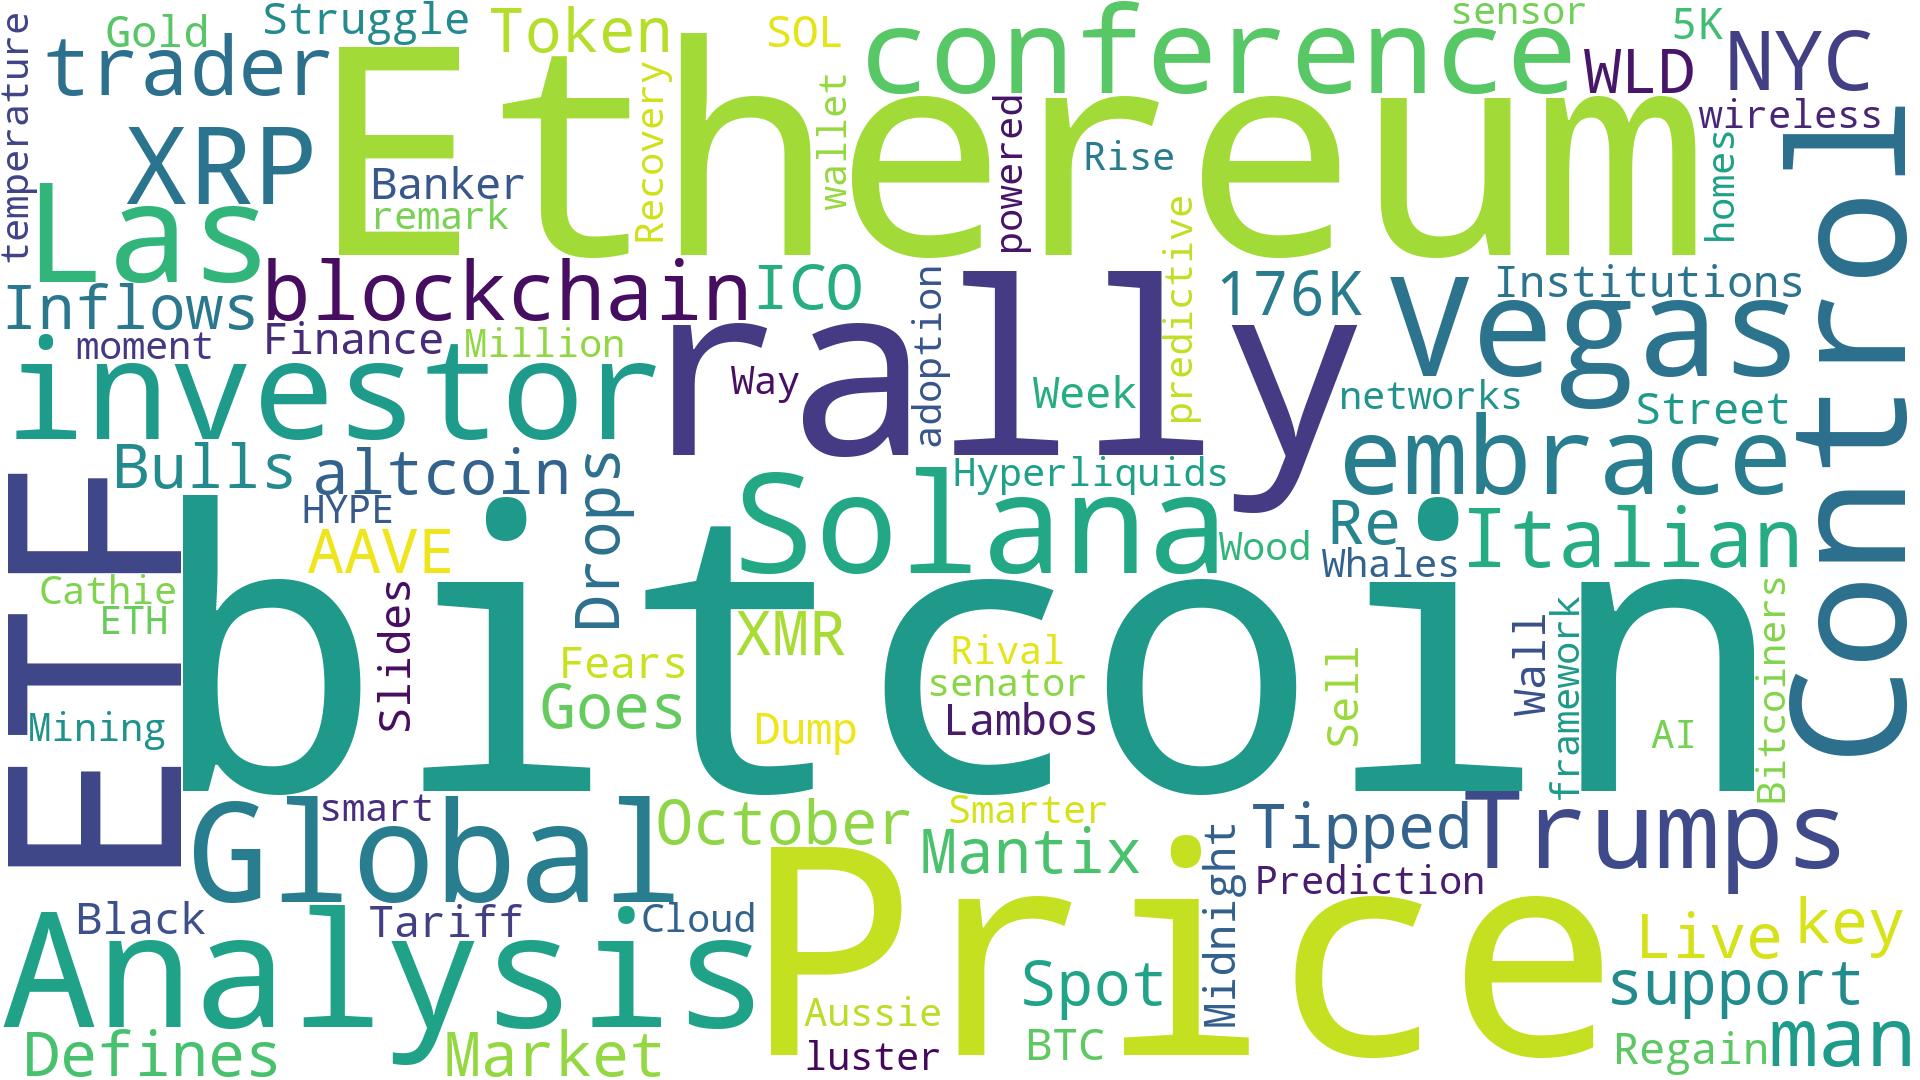 temperature
Gold
Struggle
Token
SOL
conference
sensor
5K
NYC
trader
Ethereum
WLD
wireless
XRP
Banker
remark
Recovery
wallet
powered
Rise
homes
Control
Las
predictive
blockchain
ICO
176K
Vegas
Institutions
Inflows
moment
Finance
Million
rally
adoption
Way
Week
networks
Street
investor
embrace
Bulls
altcoin
Drops
Solana
Hyperliquids
ETF
HYPE
AAVE
bitcoin
Wood
Re
Whales
Italian
Cathie
ETH
Slides
Fears
Goes
XMR
Rival
senator
Lambos
Sell
Wall
framework
AI
Bitcoiners
Mining
Dump
Global
smart
October
Smarter
Mantix
Midnight
Tipped
Trumps
Prediction
Analysis
Black
Tariff
Cloud
Price
Live
key
Spot
support
Aussie
luster
BTC
Defines
Market
Regain
man